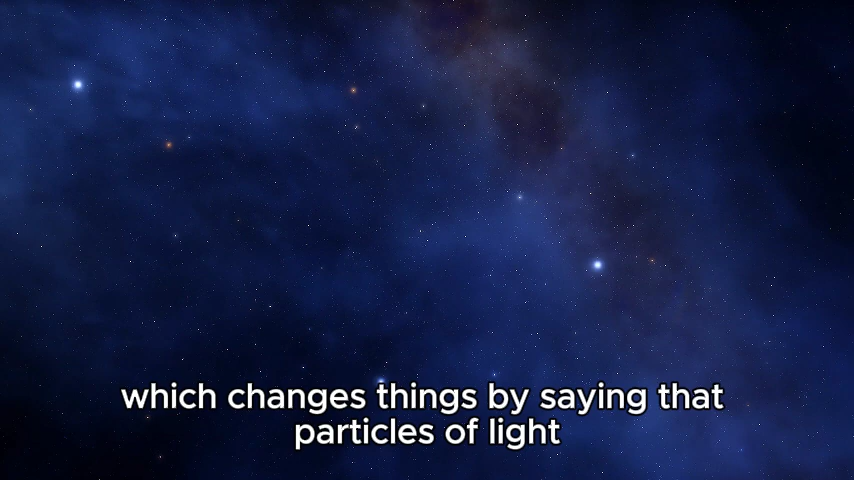 which changes things by saying that
particles of light